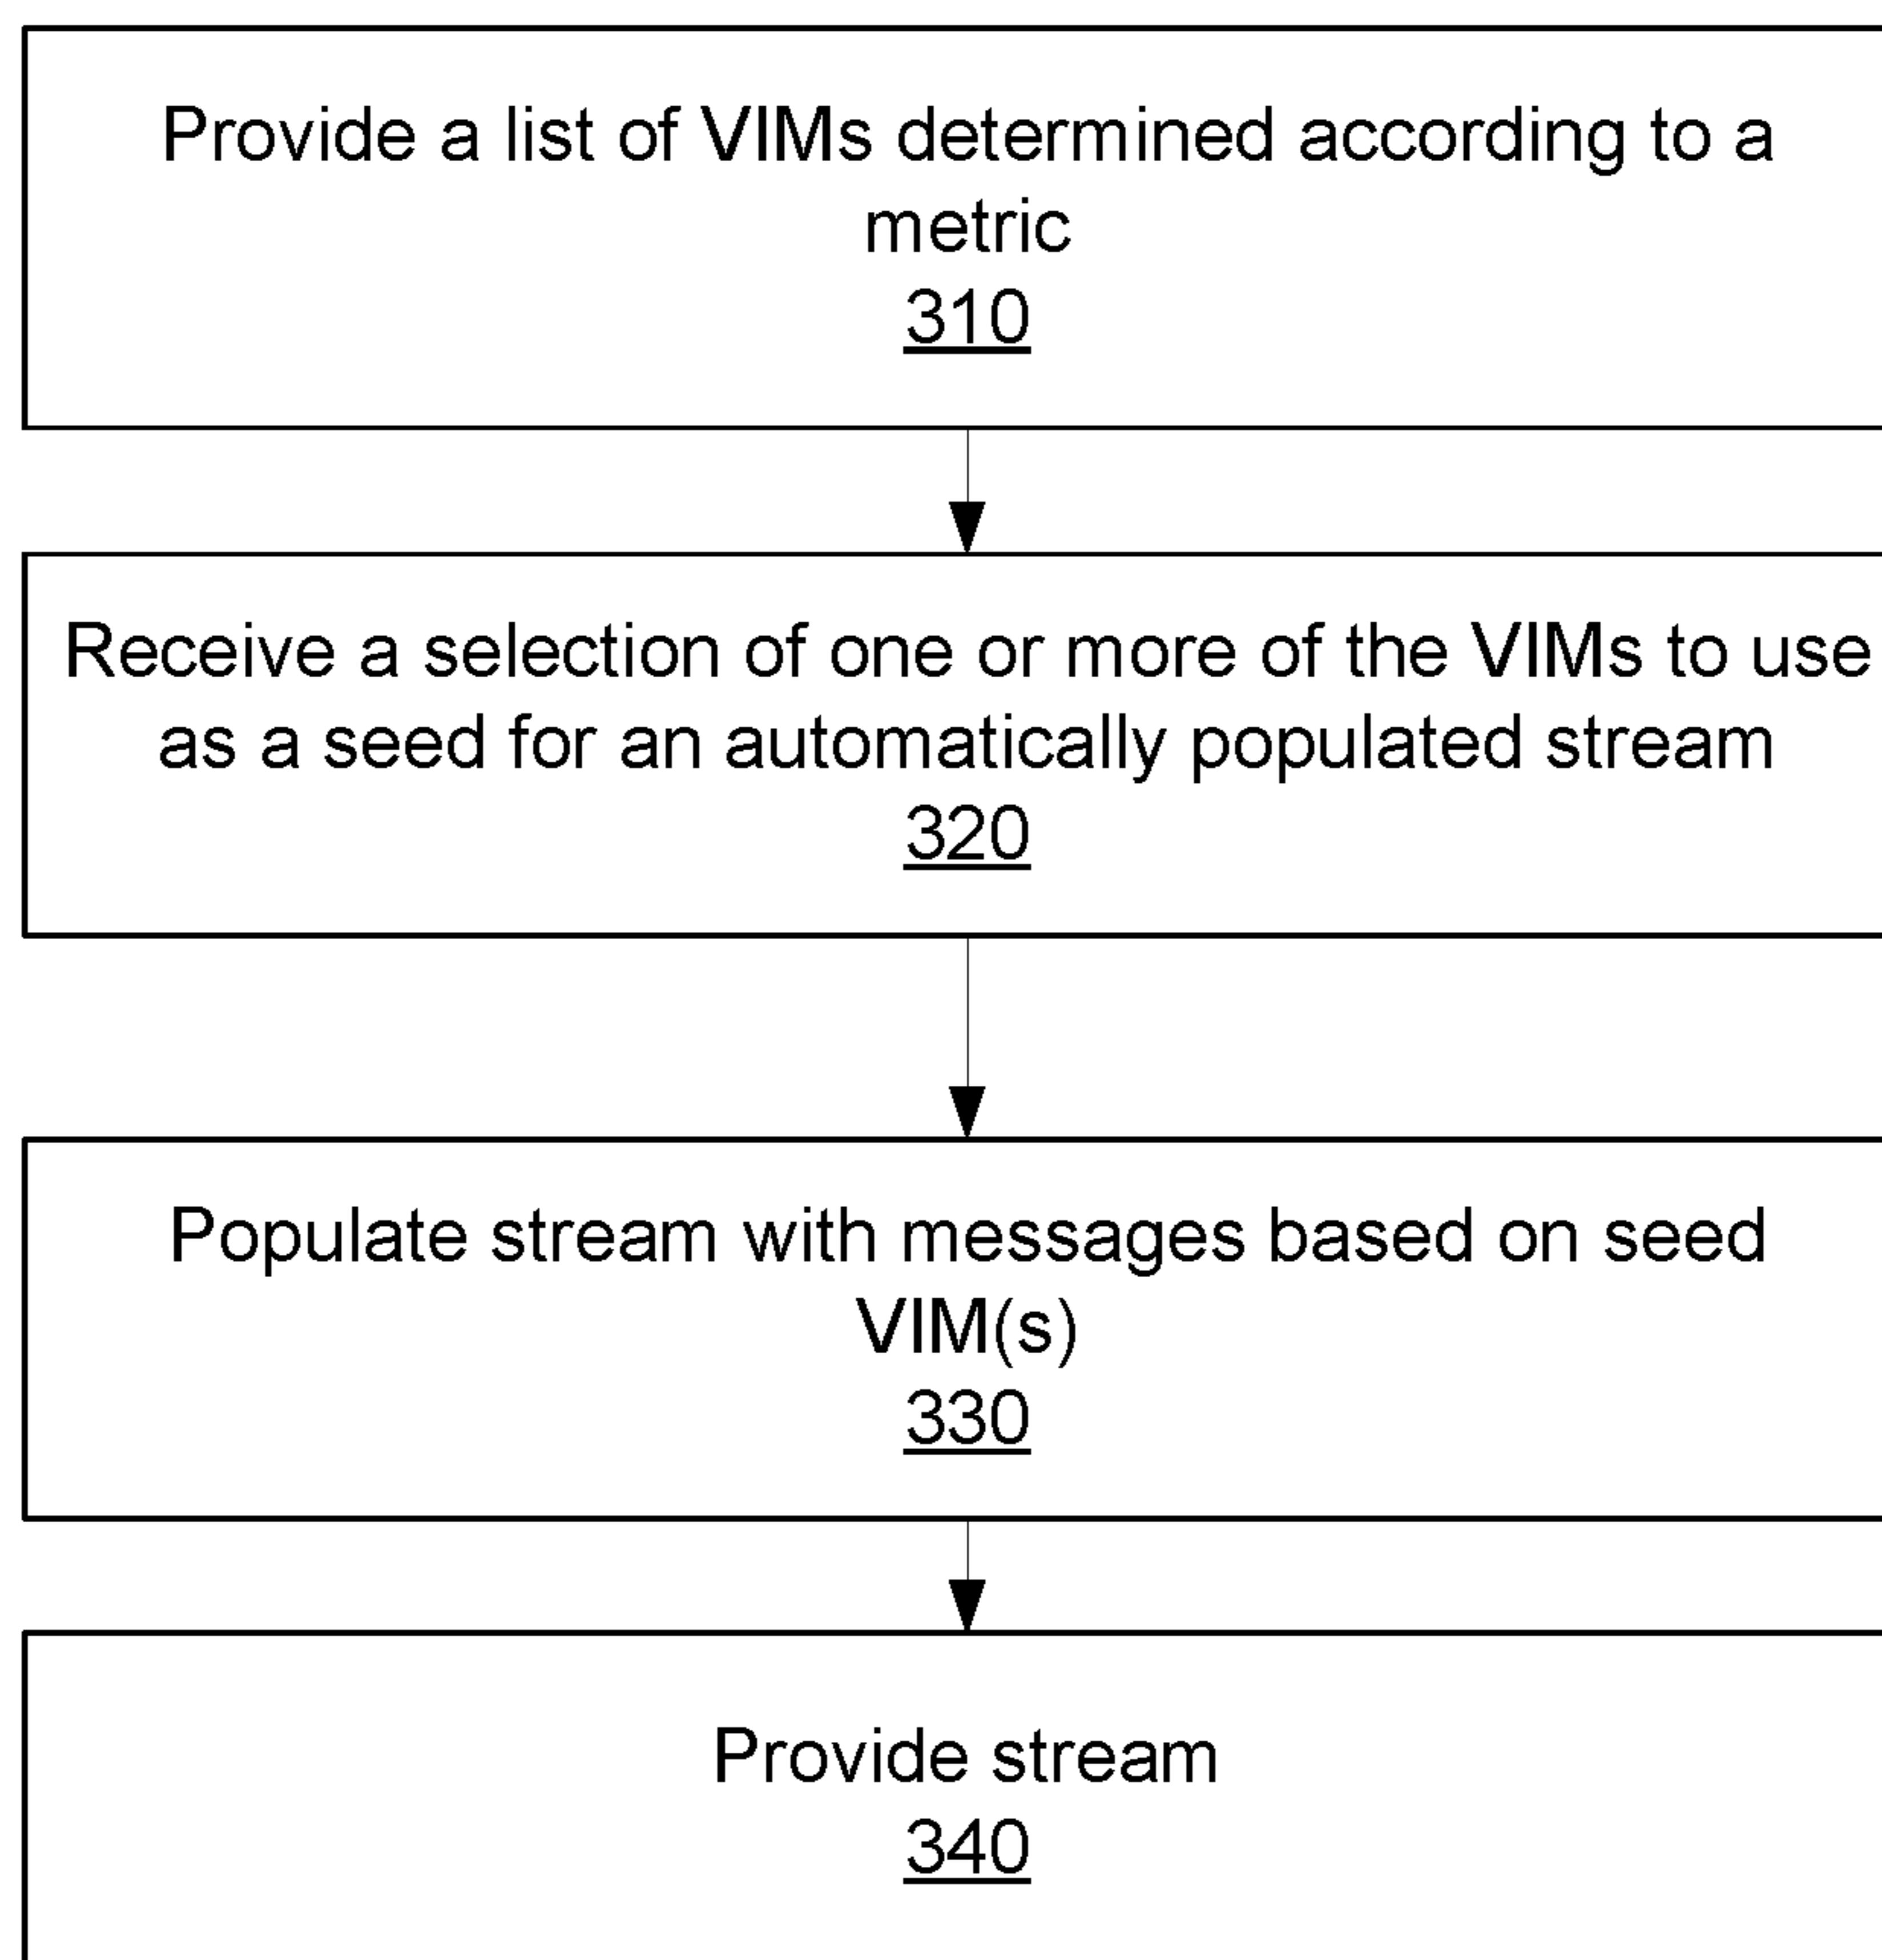 Provide a list of VIMs determined according to a
metric
310
Receive a selection of one or more of the VIMs to use
as a seed for an automatically populated stream
320
Populate stream with messages based on seed
VIM(s)
330
Provide stream
340